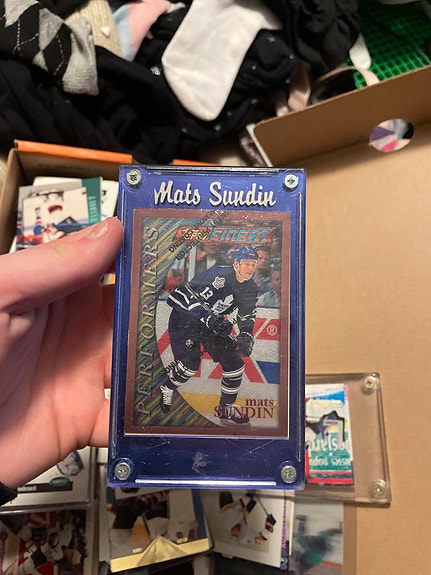 Mats Sundin
FINEST
PERFORMERS
13
mats
SUNDIN